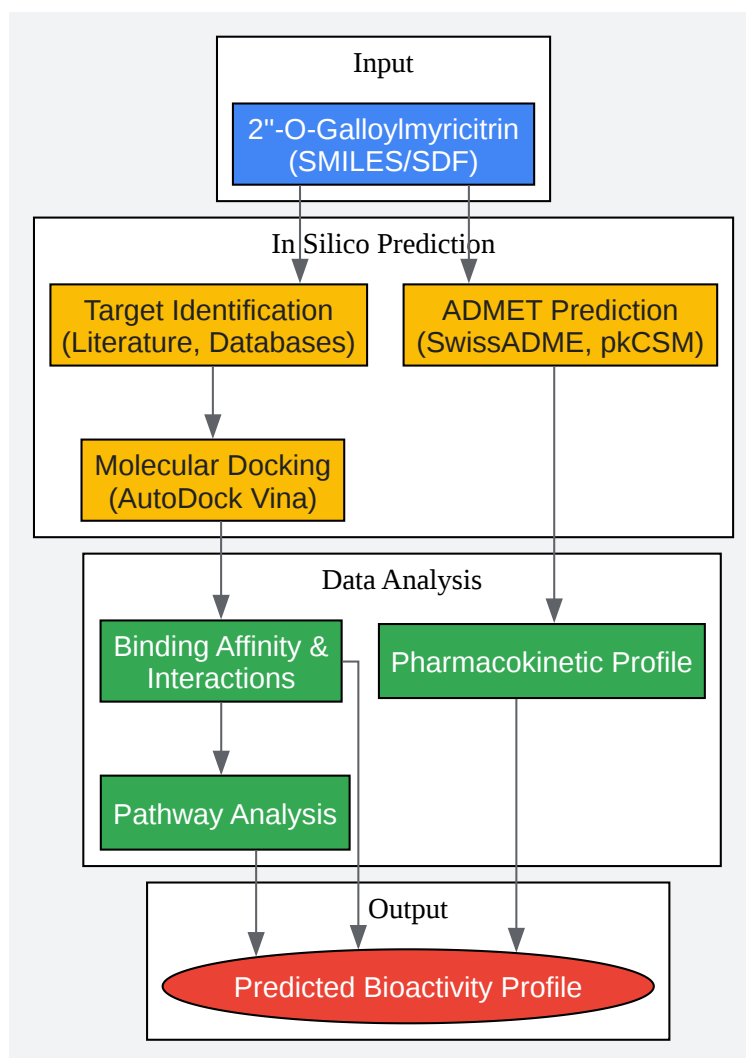 Input
2"-O-Galloylmyricitrin
(SMILES/SDF)
In Silico Prediction
Target Identification
(Literature, Databases)
ADMET Prediction
(SwissADME, pkCSM)
Molecular Docking
(AutoDock Vina)
Data Analysis
Binding Affinity &
Interactions
Pharmacokinetic Profile
Pathway Analysis
Output
Predicted Bioactivity Profile